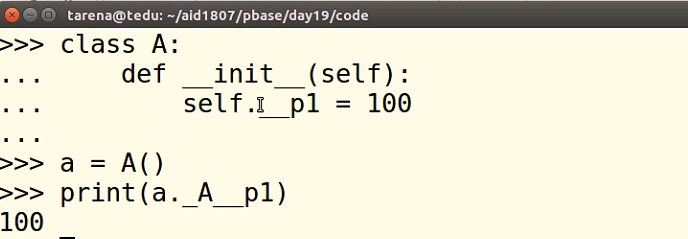 tarena@tedu: ~/aid1807/pbase/day19/code
>>> class A:
...     def __init__(self):
...         self.__p1 = 100
...
>>> a = A()
>>> print(a._A__p1)
100